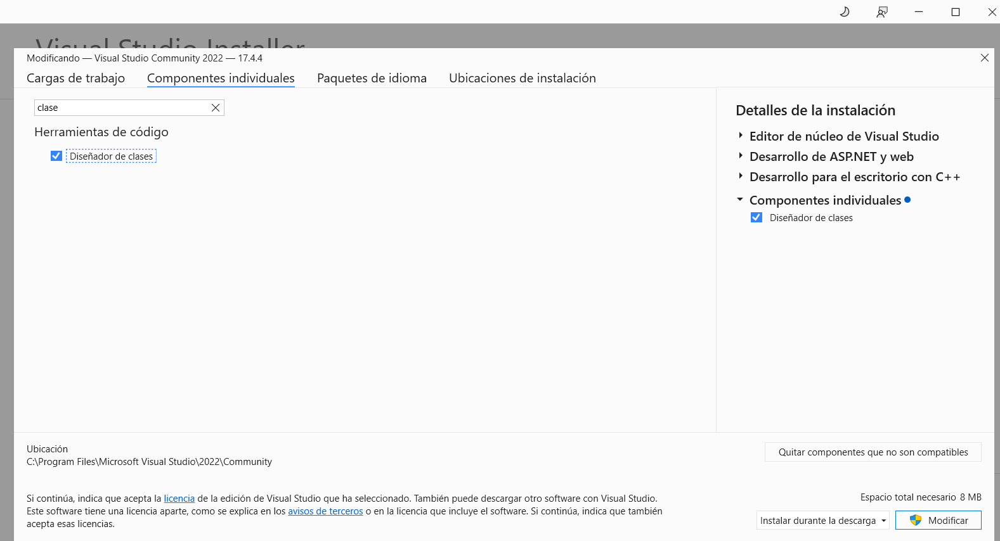 Visual Studio Installer
Modificando — Visual Studio Community 2022 — 17.4.4
Cargas de trabajo Componentes individuales Paquetes de idioma Ubicaciones de instalación
clase
Herramientas de código
Diseñador de clases
Detalles de la instalación
Editor de núcleo de Visual Studio
Desarrollo de ASP.NET y web
Desarrollo para el escritorio con C++
Componentes individuales
Diseñador de clases
Ubicación
C:\Program Files\Microsoft Visual Studio\2022\Community
Quitar componentes que no son compatibles
Si continúa, indica que acepta la licencia de la edición de Visual Studio que ha seleccionado. También puede descargar otro software con Visual Studio.
Este software tiene una licencia aparte, como se explica en los avisos de terceros o en la licencia que incluye el software. Si continúa, indica que también
acepta esas licencias.
Espacio total necesario 8 MB
Instalar durante la descarga Modificar